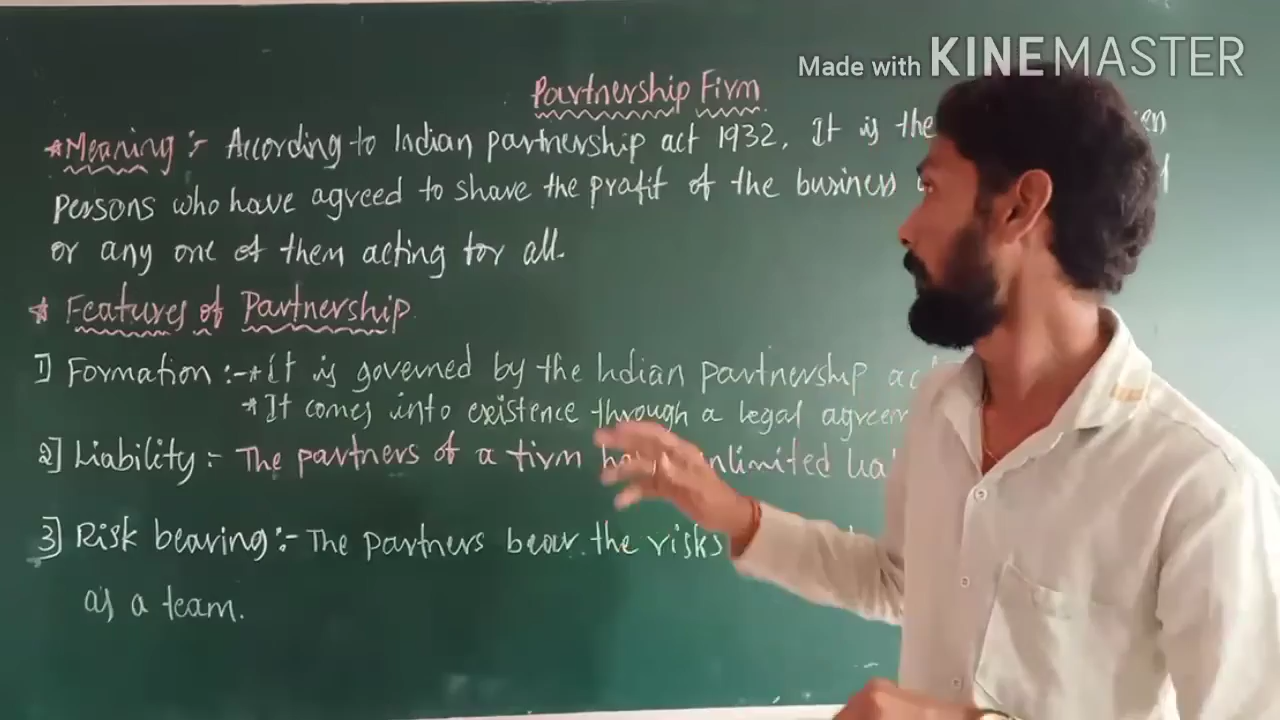 Made with KINEMASTER
Partnership Firm
* Meaning :- According to Indian partnership act 1932, It is the
persons who have agreed to share the profit of the business
or any one of them acting for all.
* Features of Partnership
1] Formation :- * It is governed by the Indian partnership
* It comes into existence through a legal
2] Liability :- The partners of a firm
3] Risk bearing :- The partners bear the risks
as a team.